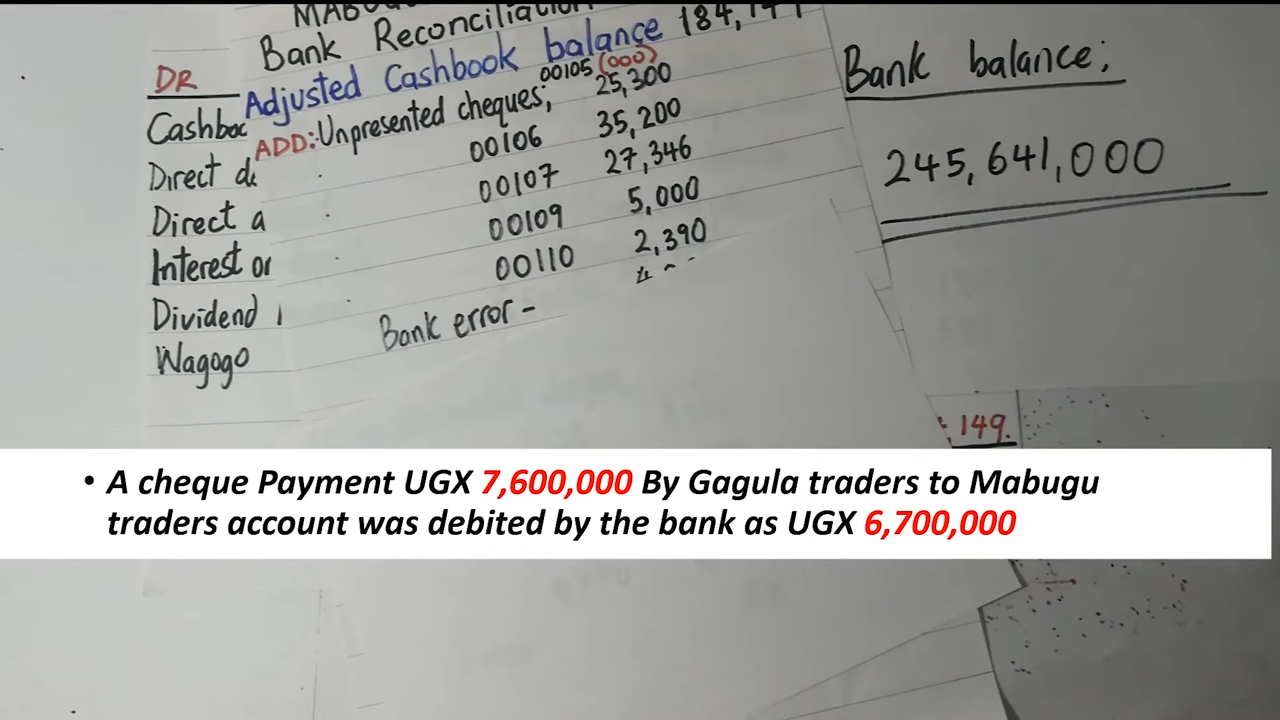 Bank Reconciliation
Adjusted Cashbook balance 184,
ADD: Unpresented cheques; 00105 (000) 25,300
00106 35,200
00107 27,346
00109 5,000
00110 2,390
Bank error -
DR
Direct
Direct a
Interest or
Dividend
Wagogo
Bank balance;
245,641,000
149.
• A cheque Payment UGX 7,600,000 By Gagula traders to Mabugu
traders account was debited by the bank as UGX 6,700,000